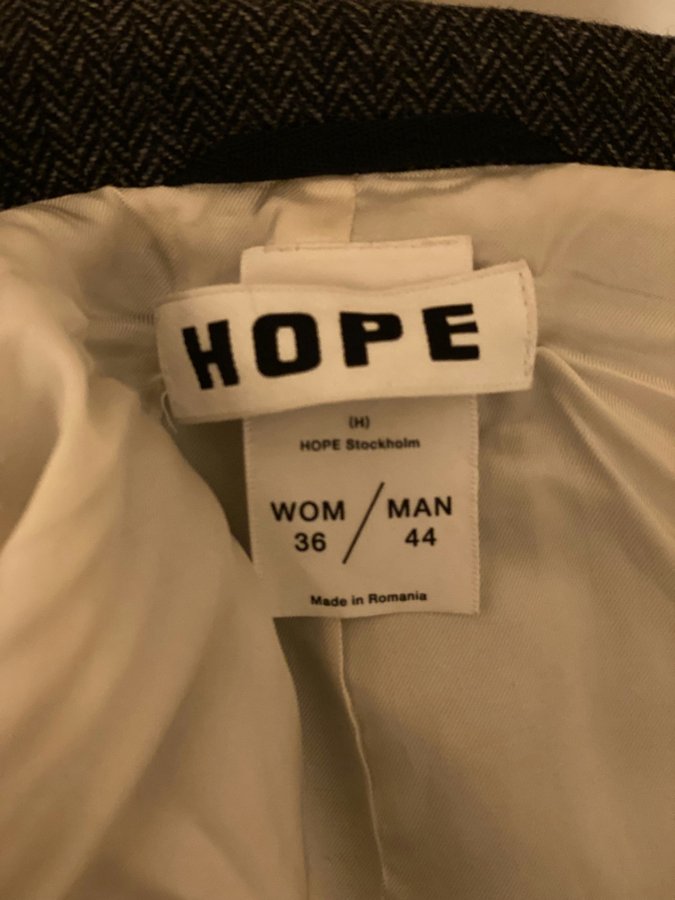 HOPE
(H)
HOPE Stockholm
WOM / MAN
36 / 44
Made in Romania